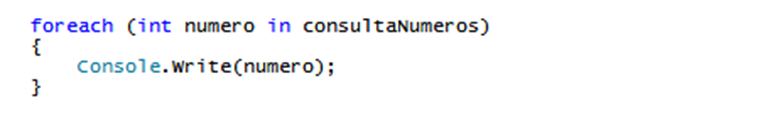 foreach (int numero in consultaNumeros)
{
    Console.Write(numero);
}